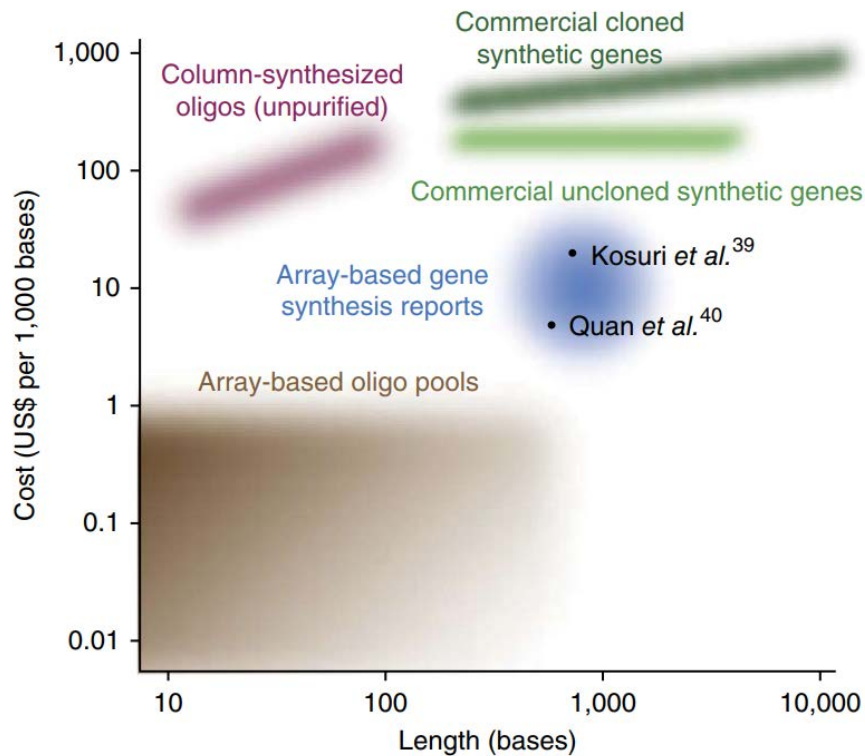 Commercial cloned
synthetic genes
Column-synthesized
oligos (unpurified)
Commercial uncloned synthetic genes
Array-based gene
synthesis reports
• Kosuri et al.39
• Quan et al.40
Array-based oligo pools
Cost (US$ per 1,000 bases)
1,000
100
10
1
0.1
0.01
10 100 1,000 10,000
Length (bases)